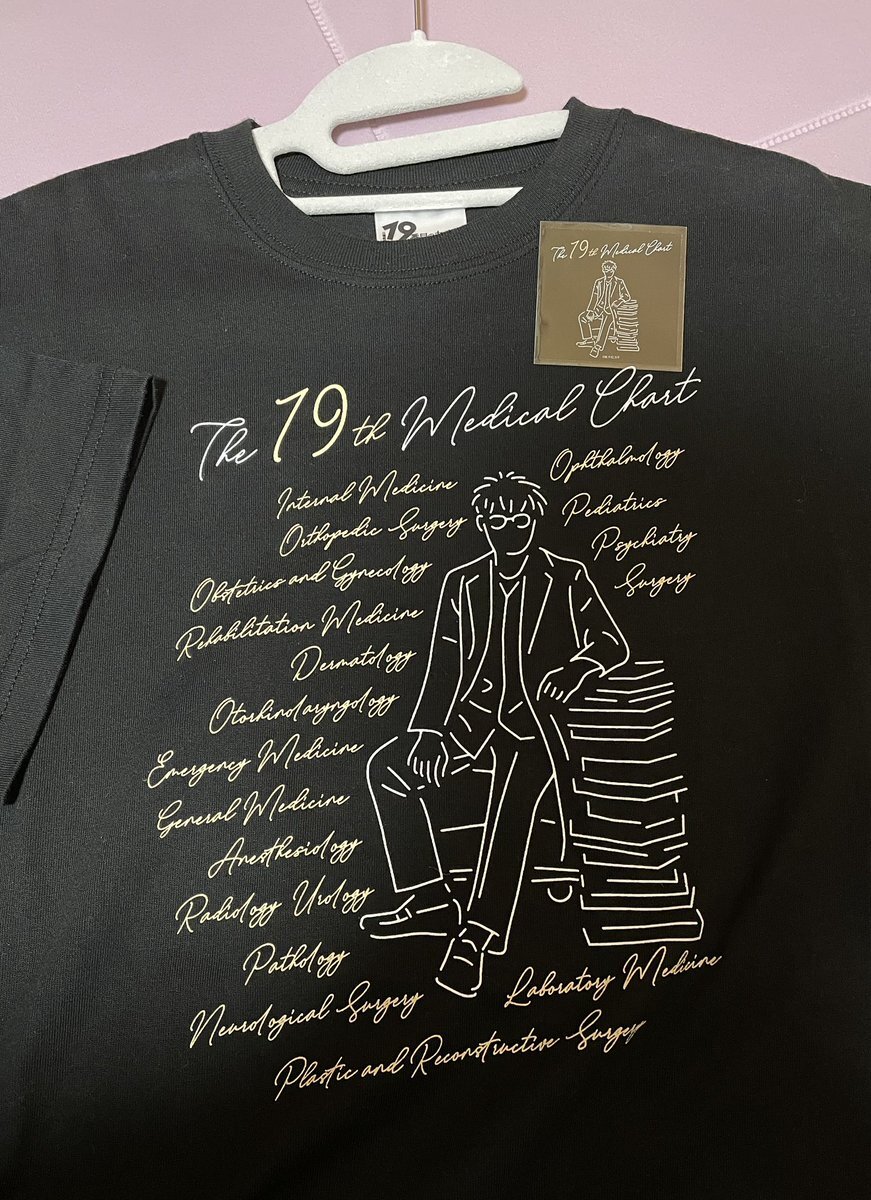 19
The 19th Medical Chart
The 19th Medical Chart
Internal Medicine
Ophthalmology
Orthopedic Surgery
Pediatrics
Obstetrics and Gynecology
Psychiatry
Rehabilitation Medicine
Surgery
Dermatology
Otorhinolaryngology
Emergency Medicine
General Medicine
Anesthesiology
Radiology Urology
Pathology
Neurological Surgery
Laboratory Medicine
Plastic and Reconstructive Surgery